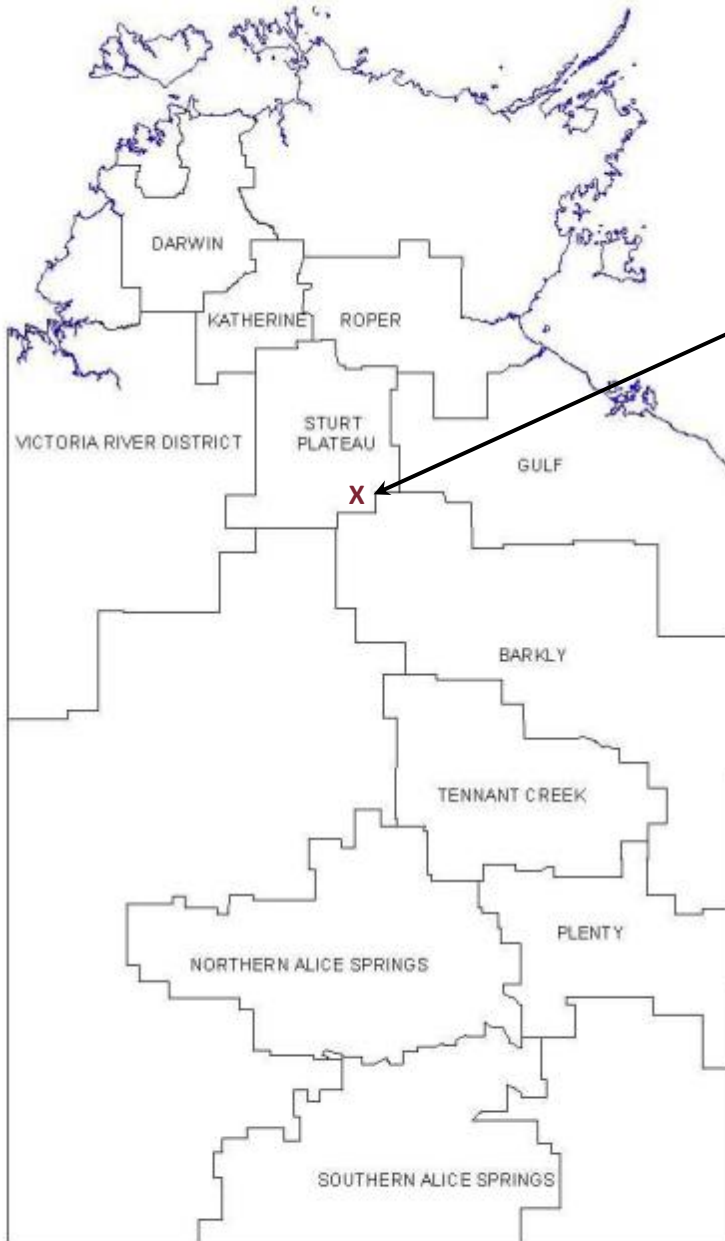 DARWIN
KATHERINE
ROPER
VICTORIA RIVER DISTRICT
STURT
PLATEAU
GULF
X
BARKLY
TENNANT CREEK
PLENTY
NORTHERN ALICE SPRINGS
SOUTHERN ALICE SPRINGS